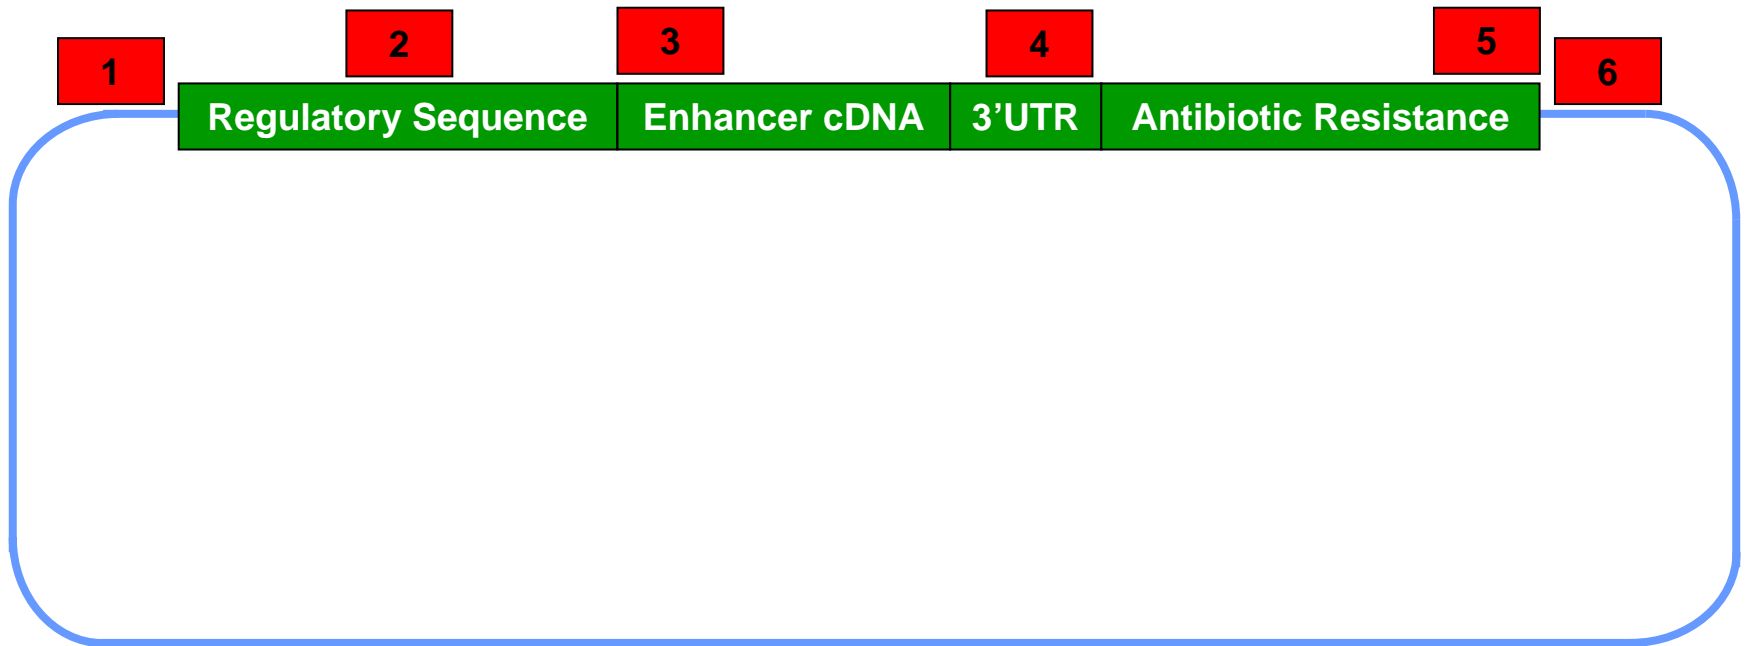 1
2
3
4
5
6
Regulatory Sequence
Enhancer cDNA
3’UTR
Antibiotic Resistance